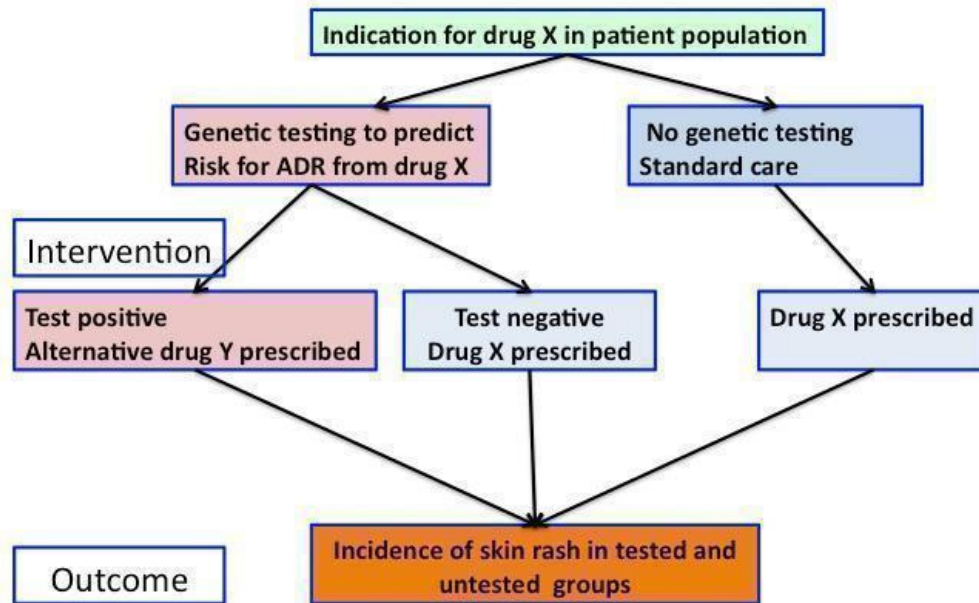 Indication for drug X in patient population
Genetic testing to predict
Risk for ADR from drug X
No genetic testing
Standard care
Intervention
Test positive
Alternative drug Y prescribed
Test negative
Drug X prescribed
Drug X prescribed
Outcome
Incidence of skin rash in tested and
untested groups